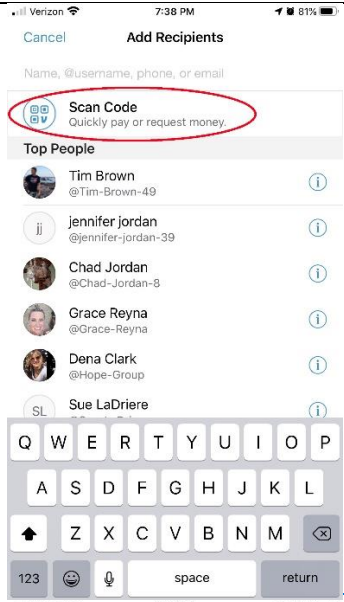 Verizon 7:38 PM 81%
Cancel Add Recipients
Name, @username, phone, or email
Scan Code
Quickly pay or request money.
Top People
Tim Brown
@Tim-Brown-49
jj jennifer jordan
@jennifer-jordan-39
Chad Jordan
@Chad-Jordan-8
Grace Reyna
@Grace-Reyna
Dena Clark
@Hope-Group
SL Sue LaDriere
Q W E R T Y U I O P
A S D F G H J K L
Z X C V B N M
123 space return